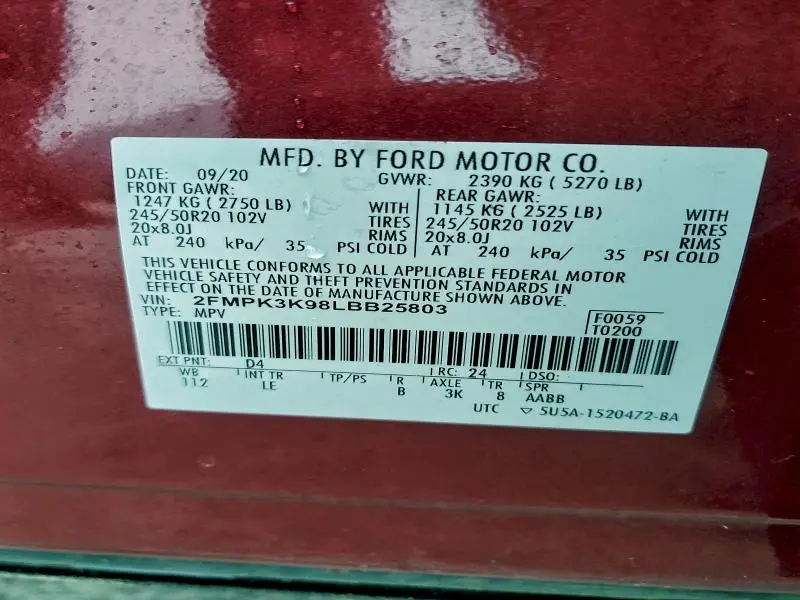 MFD. BY FORD MOTOR CO.
DATE: 09/20 GVWR: 2390 KG ( 5270 LB)
FRONT GAWR: REAR GAWR:
1247 KG ( 2750 LB) WITH 1145 KG ( 2525 LB) WITH
245/50R20 102V TIRES 245/50R20 102V TIRES
20x8.0J RIMS 20x8.0J RIMS
AT 240 kPa/ 35 PSI COLD AT 240 kPa/ 35 PSI COLD
THIS VEHICLE CONFORMS TO ALL APPLICABLE FEDERAL MOTOR
VEHICLE SAFETY AND THEFT PREVENTION STANDARDS IN
EFFECT ON THE DATE OF MANUFACTURE SHOWN ABOVE.
VIN: 2FMPK3K98LBB25803 F0059
TYPE: MPV T0200
EXT PNT: D4 RC: 24 DSO:
WB INT TR TP/PS R AXLE TR SPR
112 LE B 3K 8 AABB
UTC ▽ 5U5A-1520472-BA